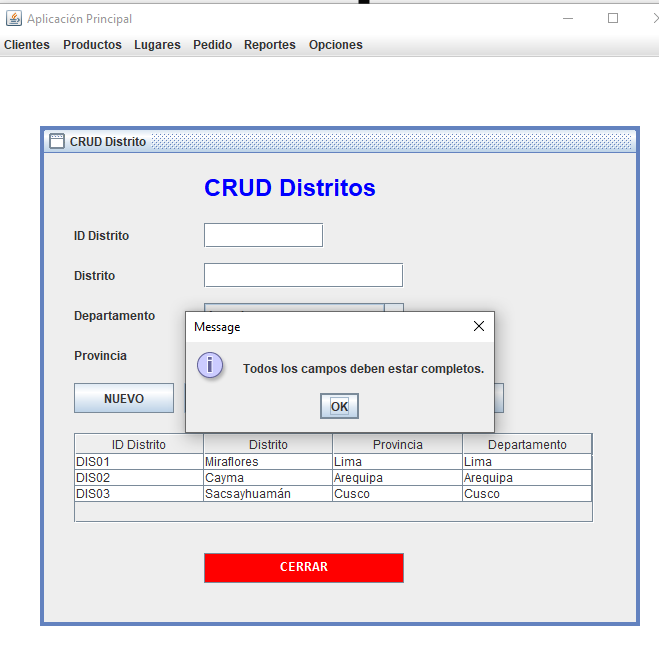 Aplicación Principal
Clientes Productos Lugares Pedido Reportes Opciones
CRUD Distrito
CRUD Distritos
ID Distrito
Distrito
Departamento
Provincia
Message
Todos los campos deben estar completos.
OK
NUEVO
ID Distrito Distrito Provincia Departamento
DIS01 Miraflores Lima Lima
DIS02 Cayma Arequipa Arequipa
DIS03 Sacsayhuamán Cusco Cusco
CERRAR